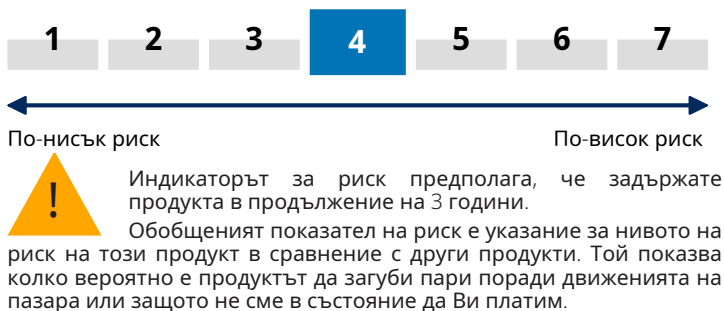 1 2 3 4 5 6 7
По-нисък риск По-висок риск
! Индикаторът за риск предполага, че задържате
продукта в продължение на 3 години.
Обобщеният показател на риск е указание за нивото на
риск на този продукт в сравнение с други продукти. Той показва
колко вероятно е продуктът да загуби пари поради движенията на
пазара или защото не сме в състояние да Ви платим.